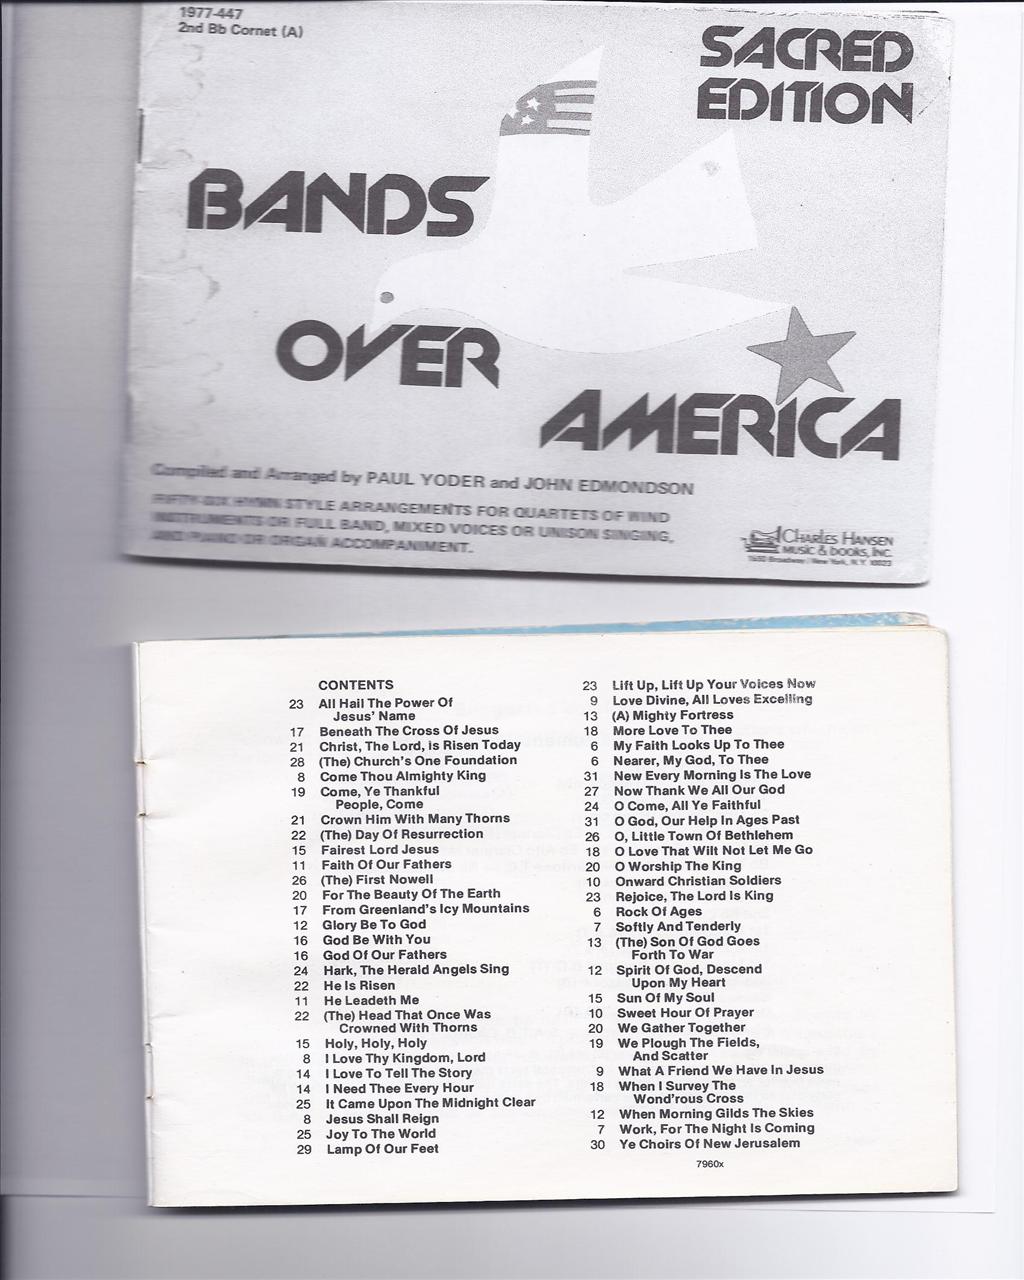 1977-447
2nd Bb Cornet (A)
SACRED
EDITION
BANDS
OVER
AMERICA
Compiled and Arranged by PAUL YODER and JOHN EDMONDSON
FIFTY-SIX HYMN STYLE ARRANGEMENTS FOR QUARTETS OF WIND
INSTRUMENTS OR FULL BAND, MIXED VOICES OR UNISON SINGING,
AND PIANO OR ORGAN ACCOMPANIMENT.
CHARLES HANSEN
MUSIC & BOOKS, INC.
1650 Broadway / New York, N.Y. 10023
CONTENTS
23 All Hail The Power Of
Jesus' Name
17 Beneath The Cross Of Jesus
21 Christ, The Lord, is Risen Today
28 (The) Church's One Foundation
8 Come Thou Almighty King
19 Come, Ye Thankful
People, Come
21 Crown Him With Many Thorns
22 (The) Day Of Resurrection
15 Fairest Lord Jesus
11 Faith Of Our Fathers
26 (The) First Nowell
20 For The Beauty Of The Earth
17 From Greenland's Icy Mountains
12 Glory Be To God
16 God Be With You
16 God Of Our Fathers
24 Hark, The Herald Angels Sing
22 He Is Risen
11 He Leadeth Me
22 (The) Head That Once Was
Crowned With Thorns
15 Holy, Holy, Holy
8 I Love Thy Kingdom, Lord
14 I Love To Tell The Story
14 I Need Thee Every Hour
25 It Came Upon The Midnight Clear
8 Jesus Shall Reign
25 Joy To The World
29 Lamp Of Our Feet
23 Lift Up, Lift Up Your Voices Now
9 Love Divine, All Loves Excelling
13 (A) Mighty Fortress
18 More Love To Thee
6 My Faith Looks Up To Thee
6 Nearer, My God, To Thee
31 New Every Morning Is The Love
27 Now Thank We All Our God
24 O Come, All Ye Faithful
31 O God, Our Help In Ages Past
26 O, Little Town Of Bethlehem
18 O Love That Wilt Not Let Me Go
20 O Worship The King
10 Onward Christian Soldiers
23 Rejoice, The Lord Is King
6 Rock Of Ages
7 Softly And Tenderly
13 (The) Son Of God Goes
Forth To War
12 Spirit Of God, Descend
Upon My Heart
15 Sun Of My Soul
10 Sweet Hour Of Prayer
20 We Gather Together
19 We Plough The Fields,
And Scatter
9 What A Friend We Have In Jesus
18 When I Survey The
Wond'rous Cross
12 When Morning Gilds The Skies
7 Work, For The Night Is Coming
30 Ye Choirs Of New Jerusalem
7960x